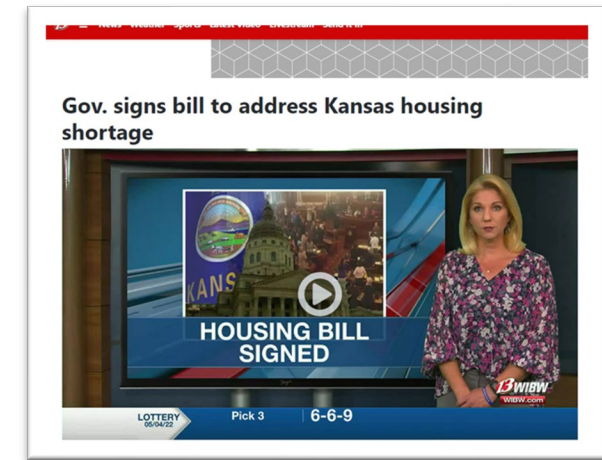 News Weather Sports Latest Video Livestream Send It In
Gov. signs bill to address Kansas housing
shortage
KANS
HOUSING BILL
SIGNED
13 WIBW
WIBW.com
LOTTERY
05/04/22
Pick 3
6-6-9